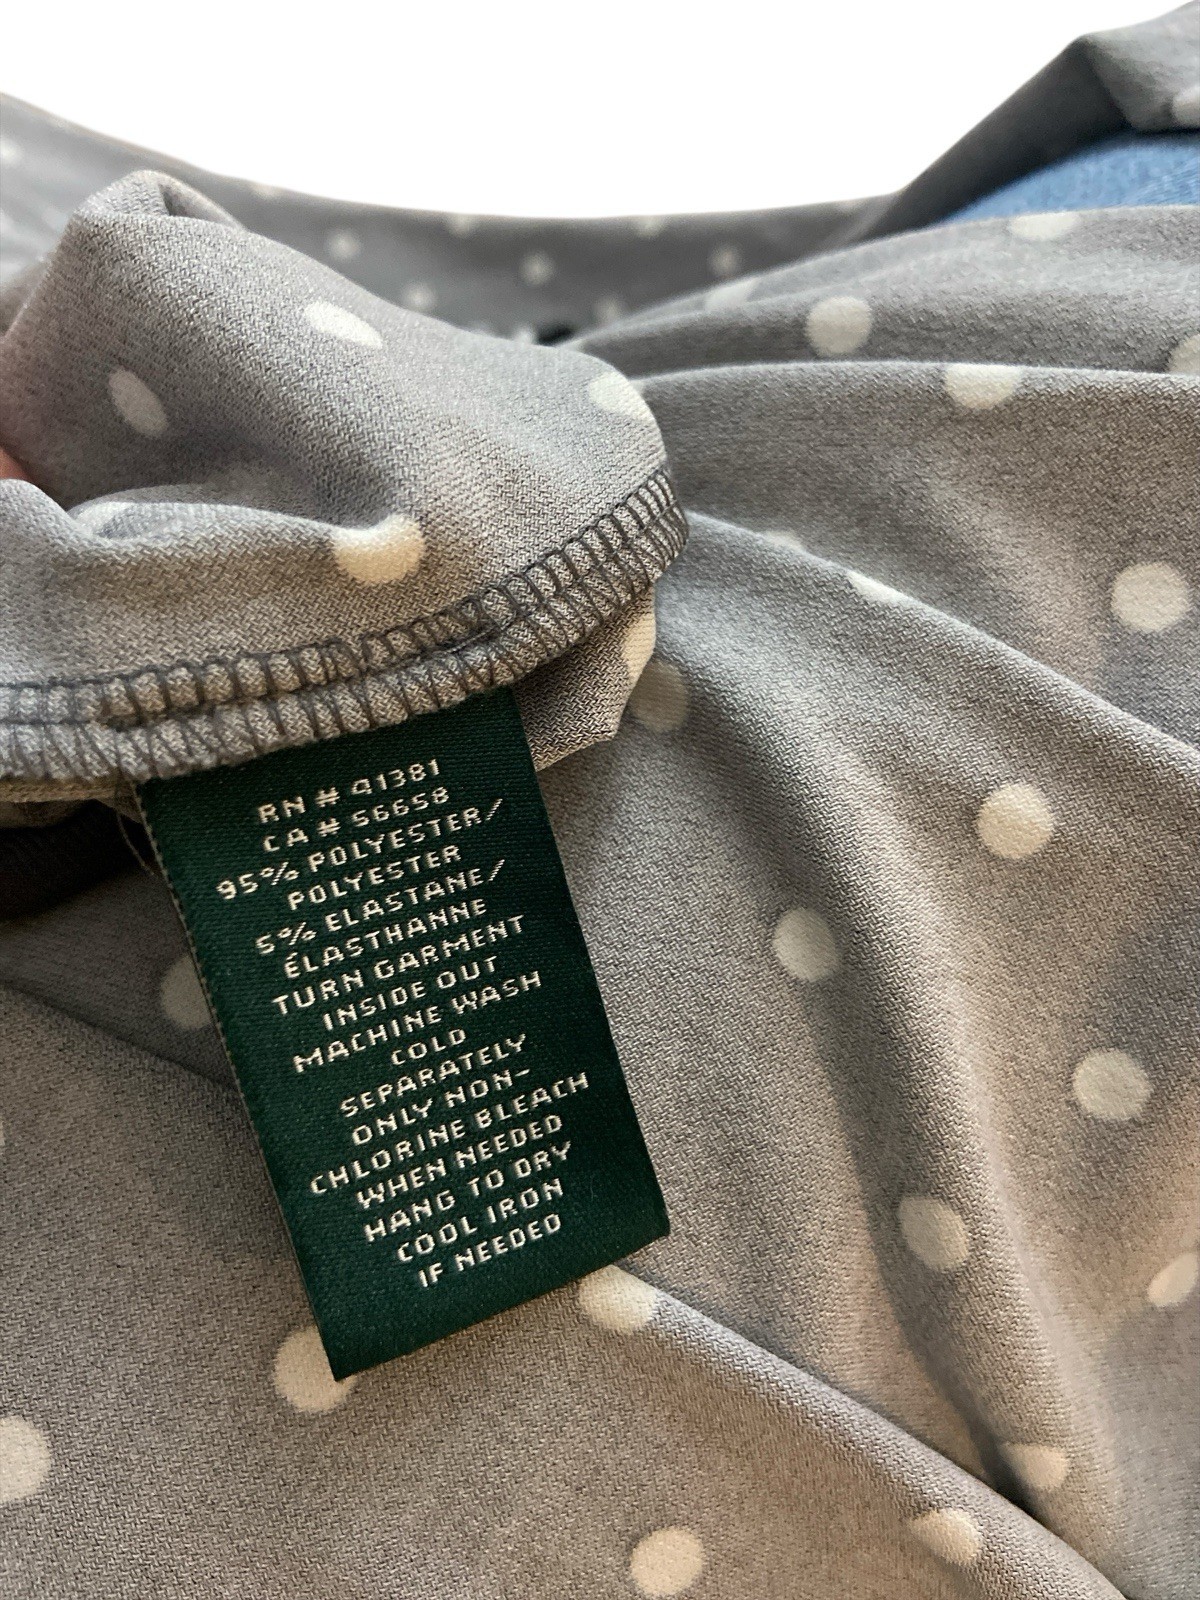 RN # 41381
CA # 56658
95% POLYESTER/
POLYESTER
5% ELASTANE/
ÉLASTHANNE
TURN GARMENT
INSIDE OUT
MACHINE WASH
COLD
SEPARATELY
ONLY NON-
CHLORINE BLEACH
WHEN NEEDED
HANG TO DRY
COOL IRON
IF NEEDED